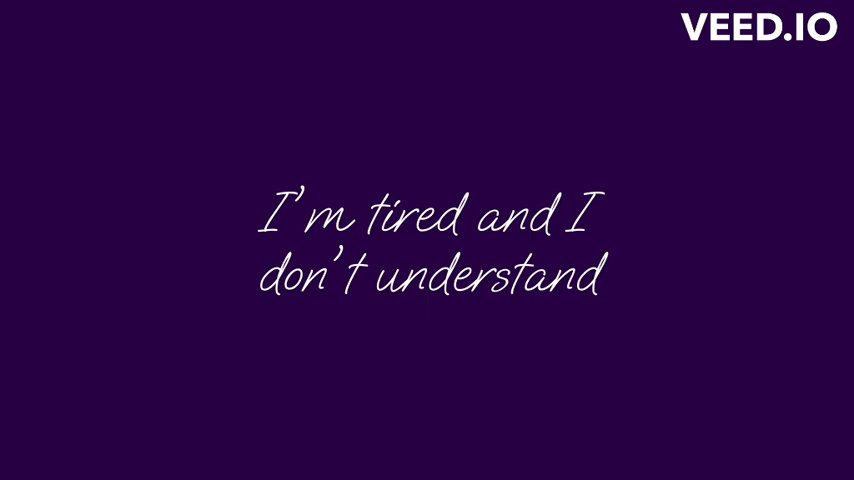 VEED.IO
I'm tired and I
don't understand